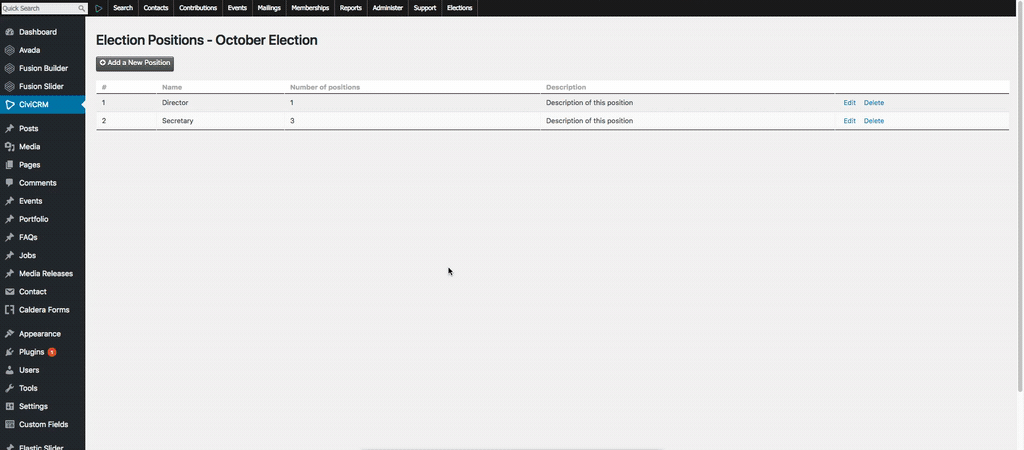 Quick Search
Search Contacts Contributions Events Mailings Memberships Reports Administer Support Elections
Dashboard
Avada
Fusion Builder
Fusion Slider
CiviCRM
Posts
Media
Pages
Comments
Events
Portfolio
FAQs
Jobs
Media Releases
Contact
Caldera Forms
Appearance
Plugins 1
Users
Tools
Settings
Custom Fields
Elastic Slider
Election Positions - October Election
Add a New Position
# Name Number of positions Description
1 Director 1 Description of this position Edit Delete
2 Secretary 3 Description of this position Edit Delete